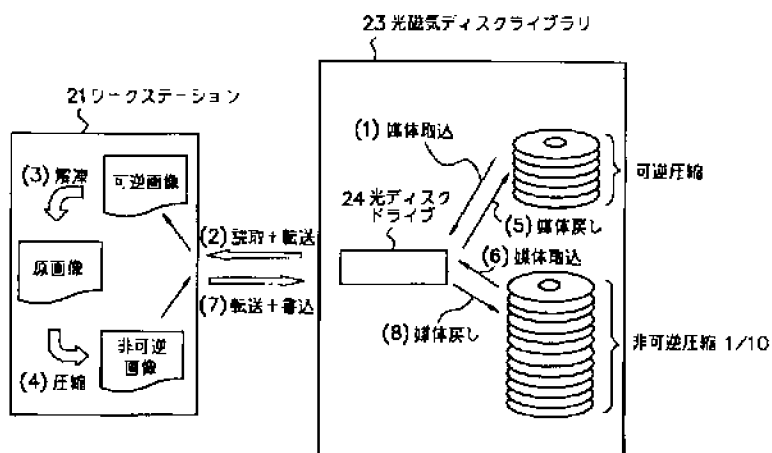 23 光磁気ディスクライブラリ
21 ワークステーション
(1) 媒体取込
(3) 解凍
可逆画像
可逆圧縮
24 光ディスク
ドライブ
(5) 媒体戻し
(2) 読取+転送
(6) 媒体取込
原画像
(7) 転送+書込
(8) 媒体戻し
非可逆
画像
非可逆圧縮 1/10
(4) 圧縮